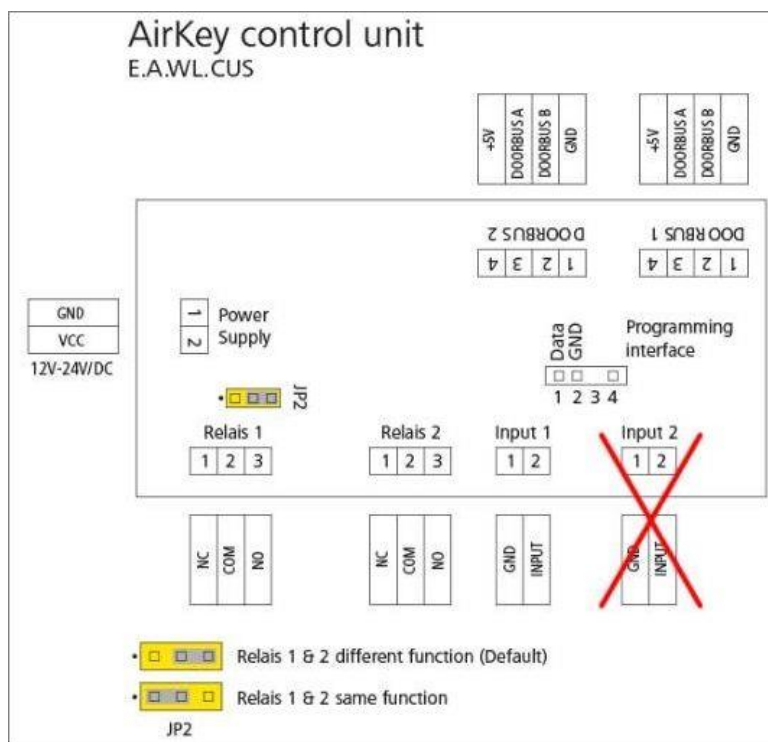 AirKey control unit
E.A.WL.CUS
+5V DOORBUS A DOORBUS B GND
+5V DOORBUS A DOORBUS B GND
DOORBUS 2
DOORBUS 1
4 3 2 1
4 3 2 1
GND
VCC
12V-24V/DC
1
2
Power
Supply
Data
GND
Programming
interface
1 2 3 4
JP2
Relais 1
Relais 2
Input 1
Input 2
1 2 3
1 2 3
1 2
1 2
NC COM NO
NC COM NO
GND INPUT
GND INPUT
Relais 1 & 2 different function (Default)
Relais 1 & 2 same function
JP2